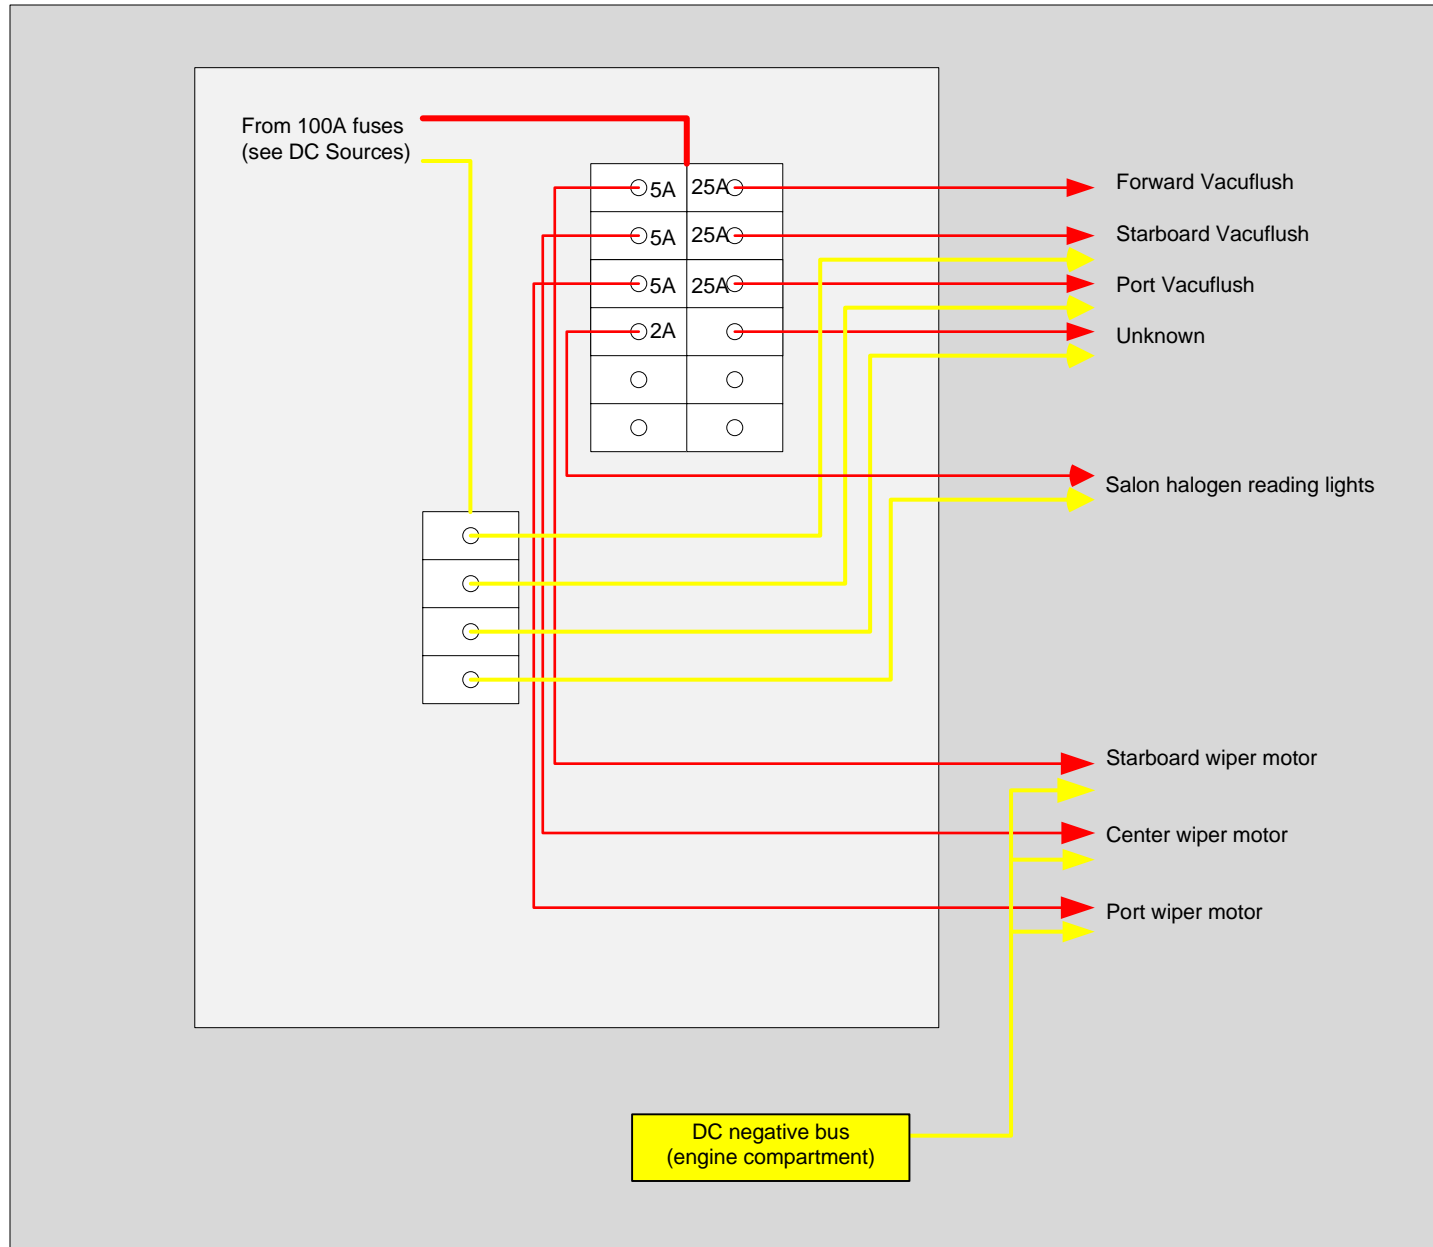 From 100A fuses
(see DC Sources)
5A 25A
5A 25A
5A 25A
2A
Forward Vacuflush
Starboard Vacuflush
Port Vacuflush
Unknown
Salon halogen reading lights
Starboard wiper motor
Center wiper motor
Port wiper motor
DC negative bus
(engine compartment)